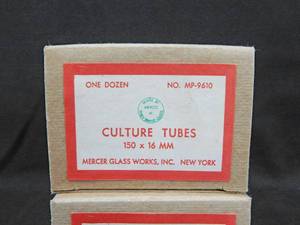 ONE DOZEN NO. MP-9610
CULTURE TUBES
150 x 16 MM
MERCER GLASS WORKS, INC. NEW YORK